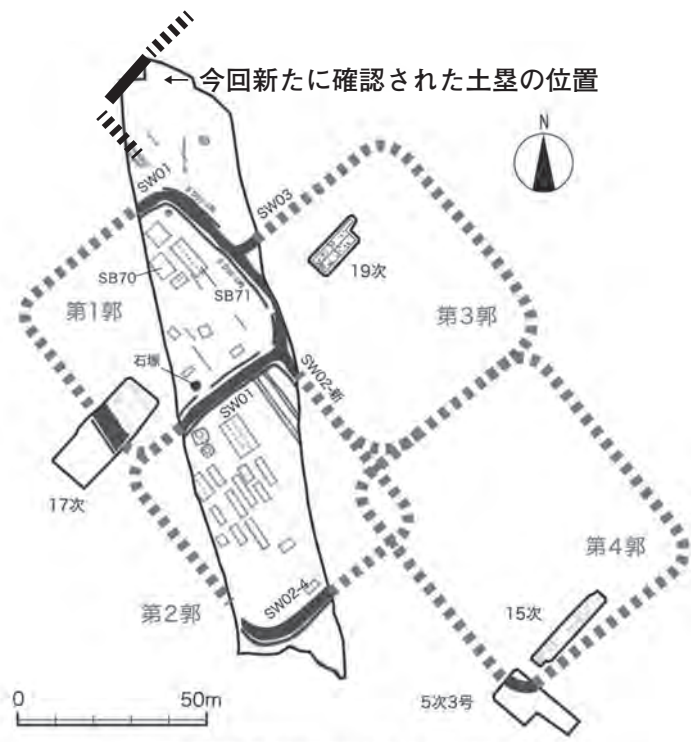 ← 今回新たに確認された土塁の位置
N
SW01
SW03
19次
SB70
SB71
第1郭
第3郭
石塚
SW02-新
SW01
17次
第4郭
第2郭
SW02-4
15次
5次3号
0 50m